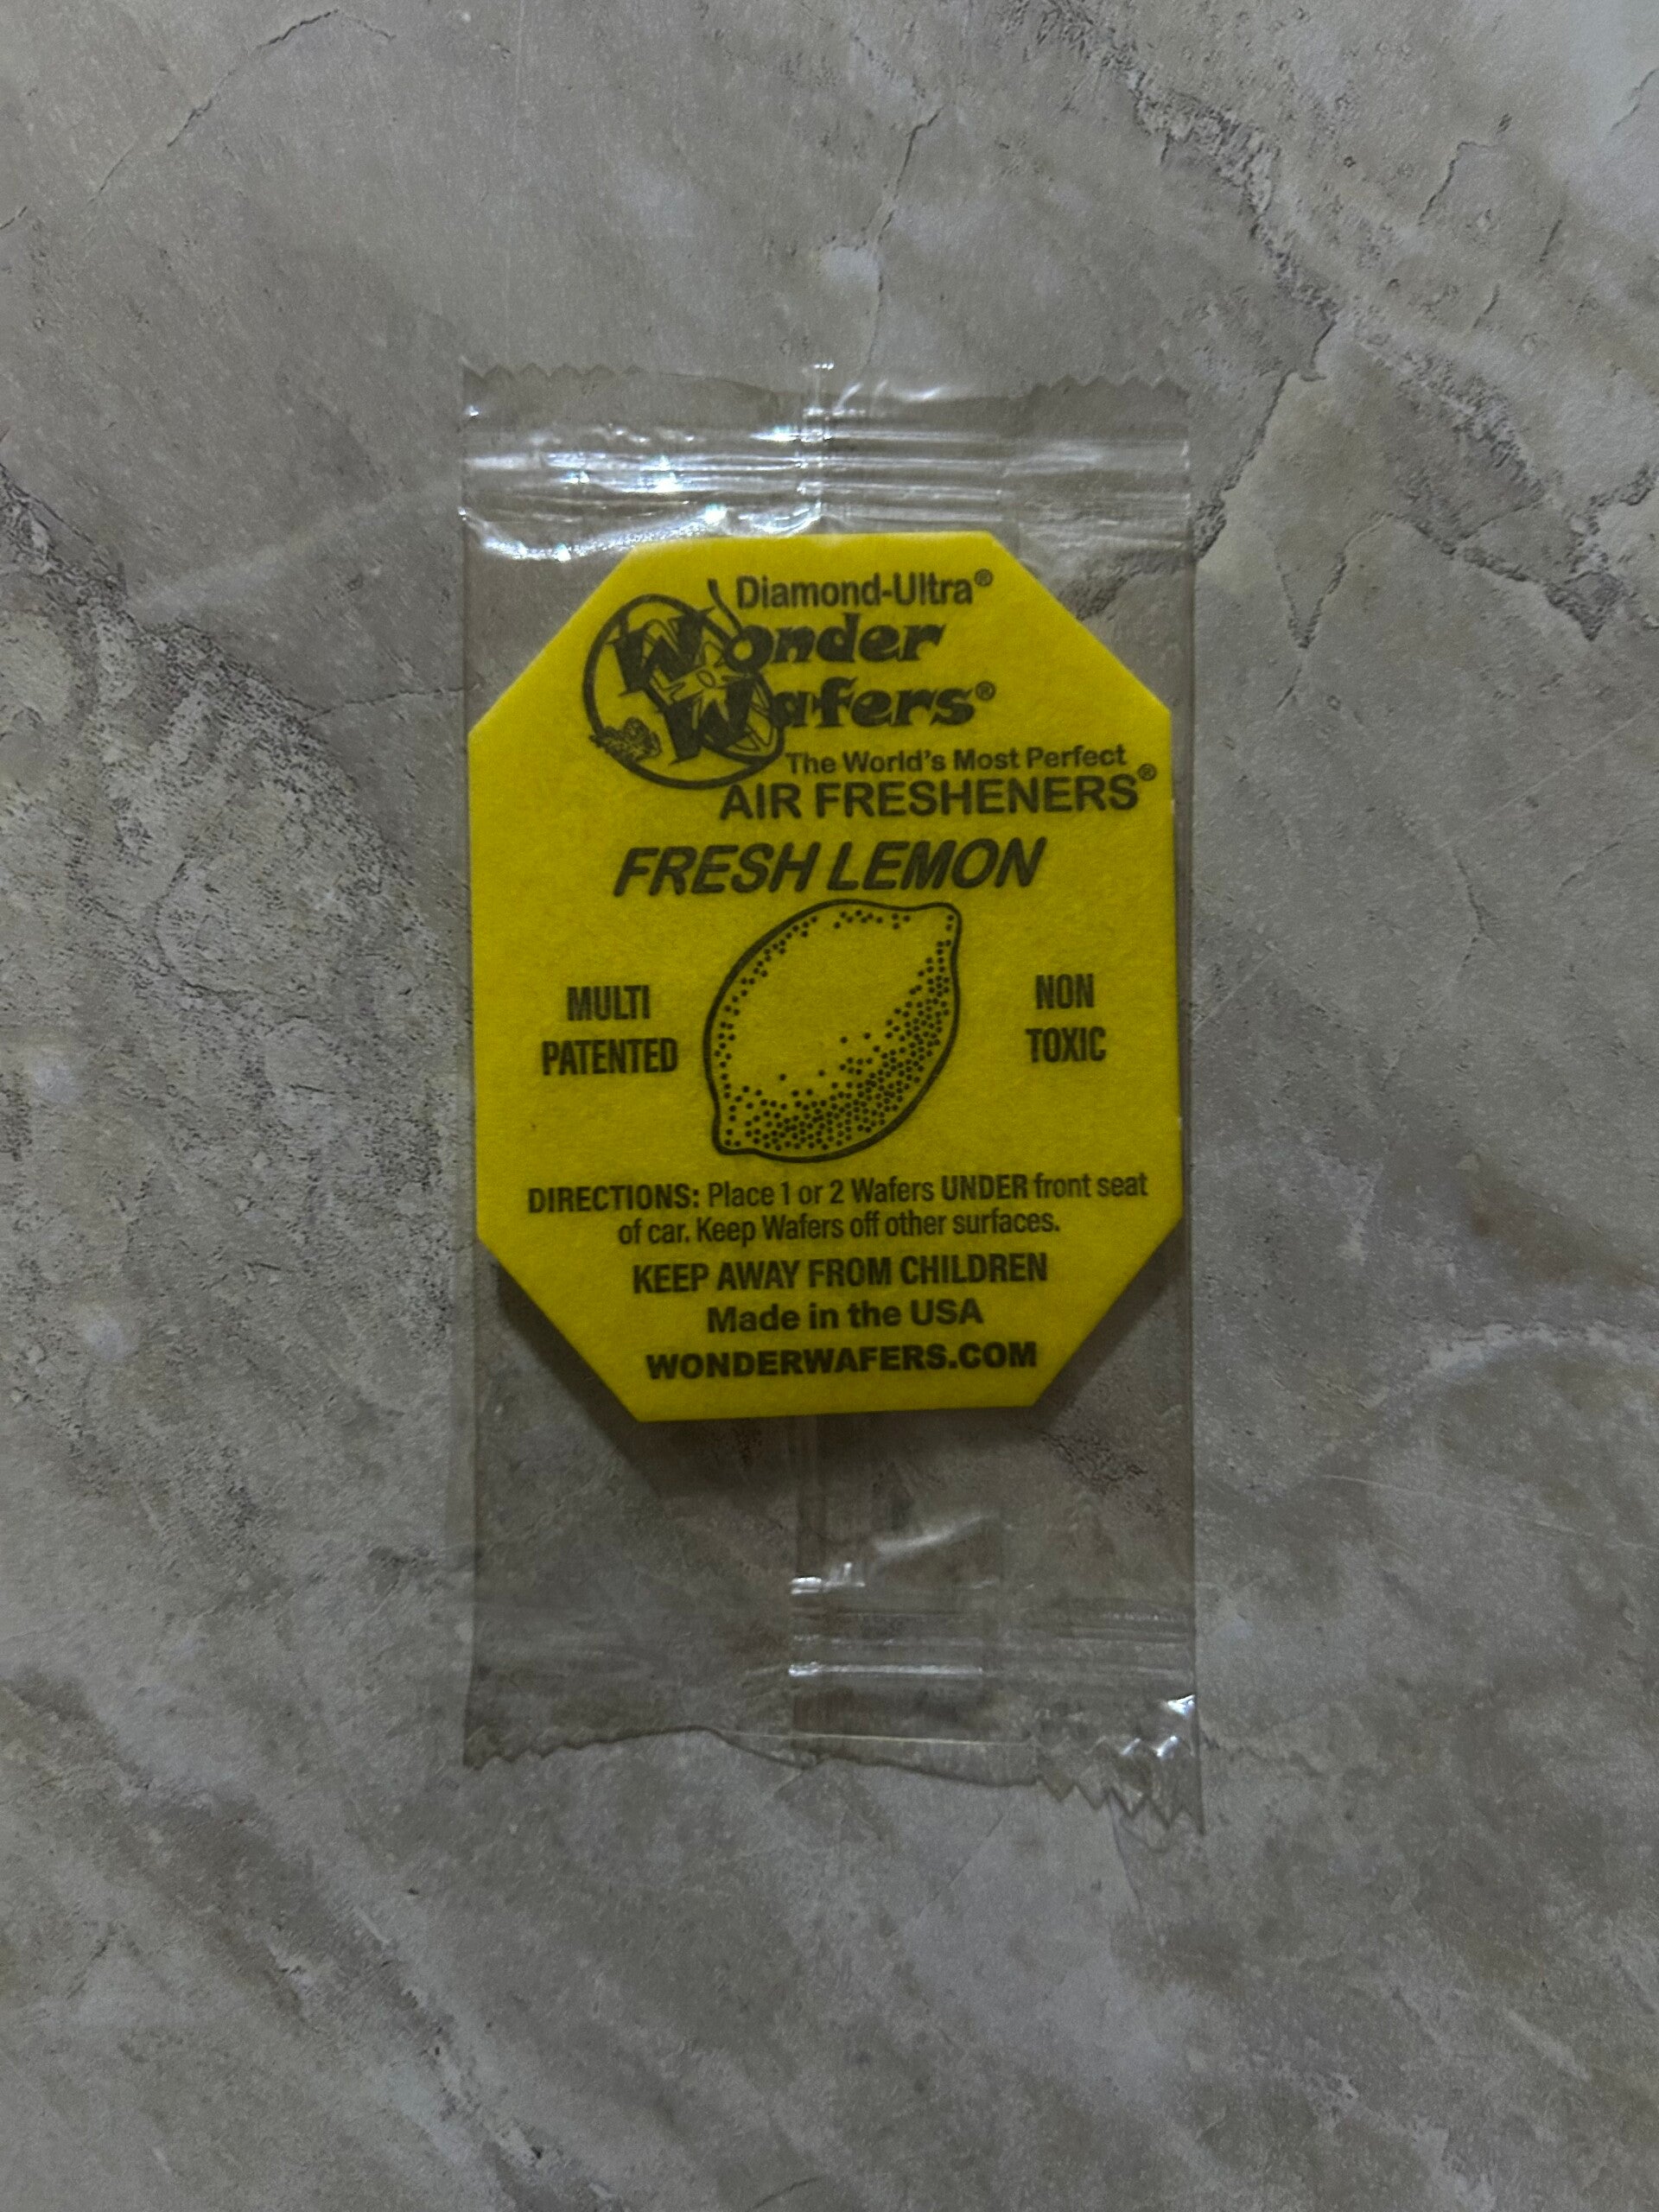 Diamond-Ultra®
Wonder
Wafers®
The World's Most Perfect
AIR FRESHENERS®
FRESH LEMON
MULTI
PATENTED
NON
TOXIC
DIRECTIONS: Place 1 or 2 Wafers UNDER front seat
of car. Keep Wafers off other surfaces.
KEEP AWAY FROM CHILDREN
Made in the USA
WONDERWAFERS.COM